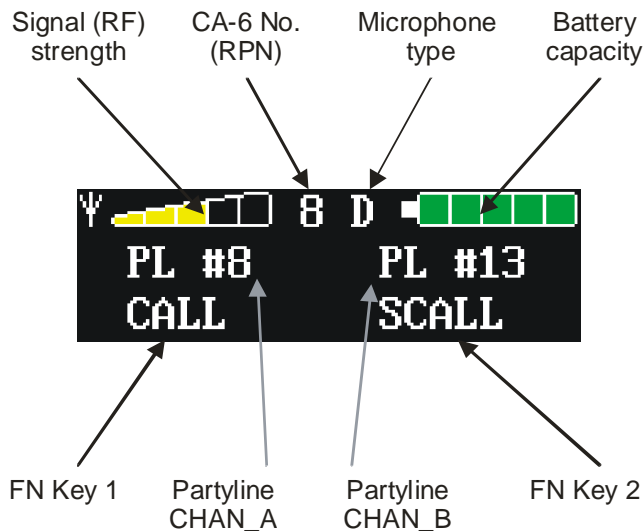 Signal (RF) strength
CA-6 No. (RPN)
Microphone type
Battery capacity
8 D
PL #8 PL #13
CALL SCALL
FN Key 1
Partyline CHAN_A
Partyline CHAN_B
FN Key 2